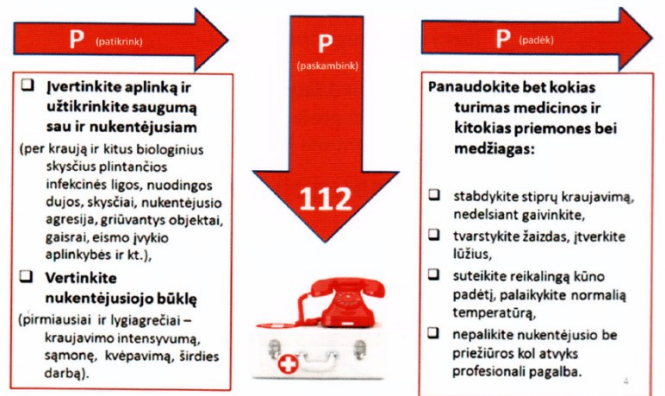 P (patikrink)
❑ Įvertinkite aplinką ir
užtikrinkite saugumą
sau ir nukentėjusiam
(per kraują ir kitus biologinius
skysčius plintančios
infekcinės ligos, nuodingos
dujos, skysčiai, nukentėjusio
agresija, griūvantys objektai,
gaisrai, eismo įvykio
aplinkybės ir kt.),
❑ Vertinkite
nukentėjusiojo būklę
(pirmiausiai ir lygiagrečiai –
kraujavimo intensyvumą,
sąmonę, kvėpavimą, širdies
darbą).
P
(paskambink)
112
P (padėk)
Panaudokite bet kokias
turimas medicinos ir
kitokias priemones bei
medžiagas:
❑ stabdykite stiprų kraujavimą,
nedelsiant gaivinkite,
❑ tvarstykite žaizdas, įtverkite
lūžius,
❑ suteikite reikalingą kūno
padėtį, palaikykite normalią
temperatūrą,
❑ nepalikite nukentėjusio be
priežiūros kol atvyks
profesionali pagalba.
4